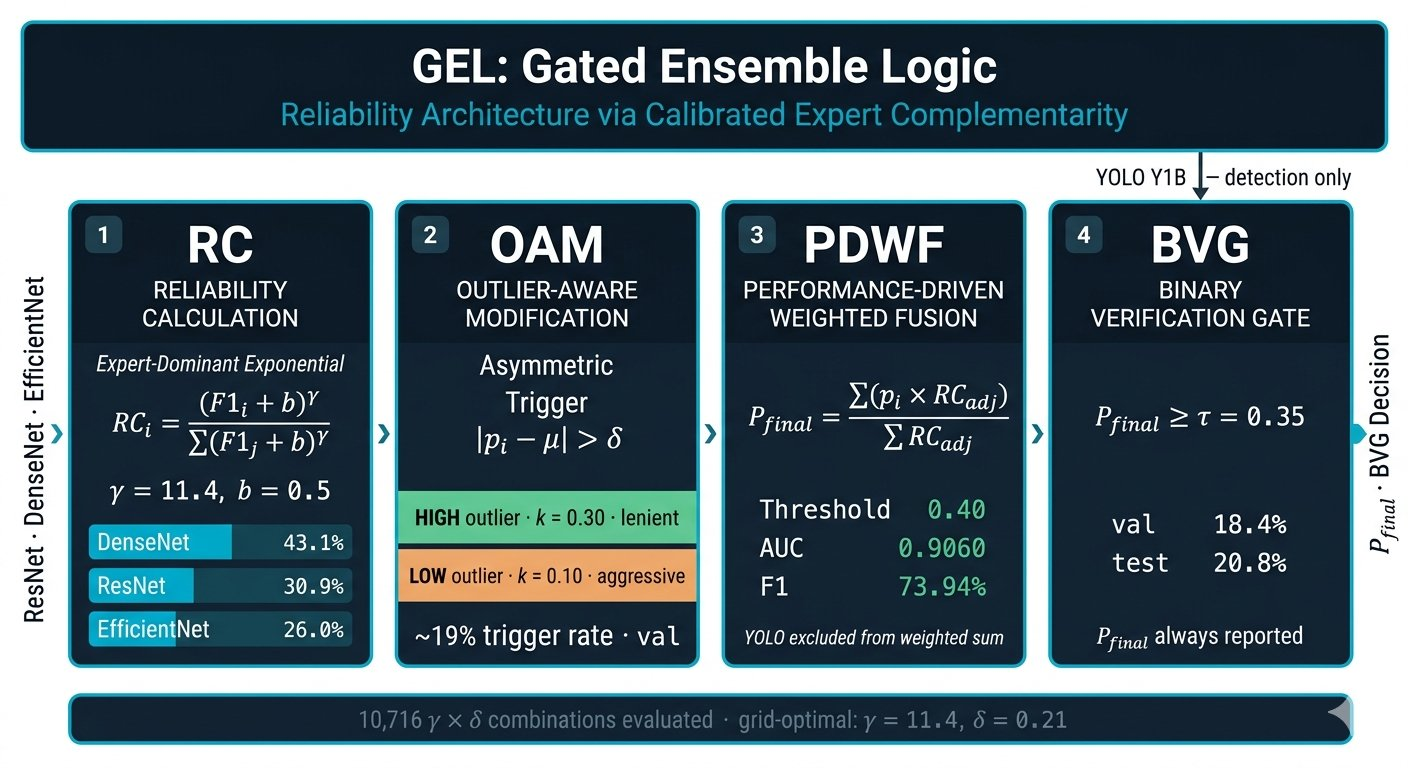 GEL: Gated Ensemble Logic
Reliability Architecture via Calibrated Expert Complementarity
YOLO Y1B — detection only
ResNet · DenseNet · EfficientNet
1
RC
RELIABILITY
CALCULATION
Expert-Dominant Exponential
RC_i = (F1_i + b)^γ / ∑(F1_j + b)^γ
γ = 11.4, b = 0.5
DenseNet 43.1%
ResNet 30.9%
EfficientNet 26.0%
2
OAM
OUTLIER-AWARE
MODIFICATION
Asymmetric
Trigger
|p_i − μ| > δ
HIGH outlier · k = 0.30 · lenient
LOW outlier · k = 0.10 · aggressive
~19% trigger rate · val
3
PDWF
PERFORMANCE-DRIVEN
WEIGHTED FUSION
P_final = ∑(p_i × RC_adj) / ∑ RC_adj
Threshold 0.40
AUC 0.9060
F1 73.94%
YOLO excluded from weighted sum
4
BVG
BINARY
VERIFICATION GATE
P_final ≥ τ = 0.35
val 18.4%
test 20.8%
P_final always reported
P_final · BVG Decision
10,716 γ × δ combinations evaluated · grid-optimal: γ = 11.4, δ = 0.21